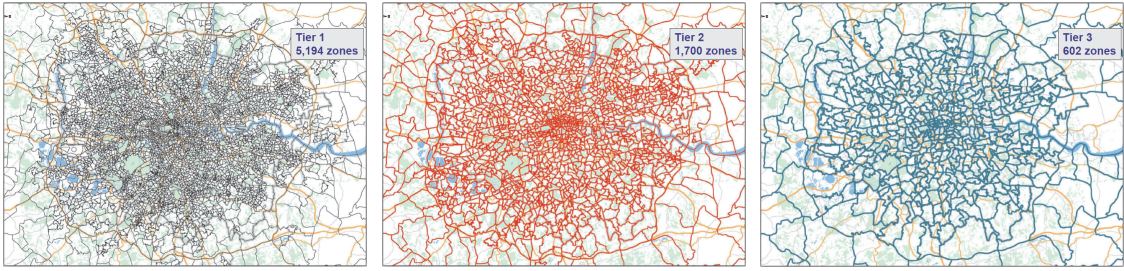 Tier 1
5,194 zones
Tier 2
1,700 zones
Tier 3
602 zones